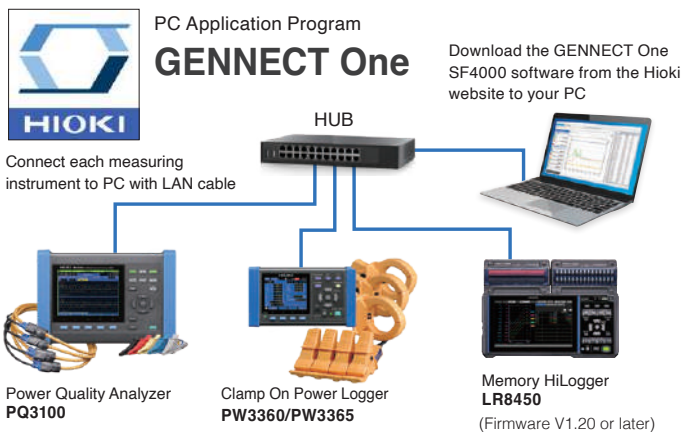 HIOKI
PC Application Program
GENNECT One
Download the GENNECT One
SF4000 software from the Hioki
website to your PC
HUB
Connect each measuring
instrument to PC with LAN cable
Power Quality Analyzer
PQ3100
Clamp On Power Logger
PW3360/PW3365
Memory HiLogger
LR8450
(Firmware V1.20 or later)